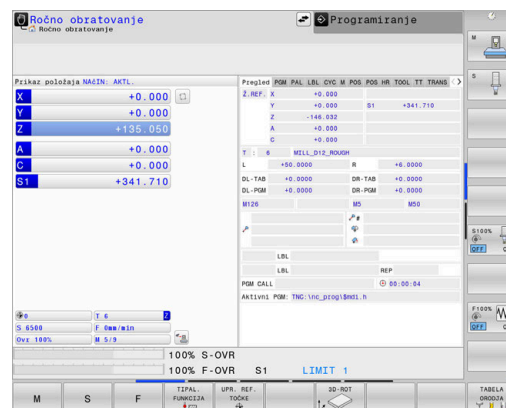 Ročno obratovanje
Ročno obratovanje
Programiranje
Prikaz položaja NAčIN: AKTL.
X +0.000
Y +0.000
Z +135.050
A +0.000
C +0.000
S1 +341.710
0
T 6
Z
S 6500
F 0mm/min
Ovr 100%
M 5/9
Pregled PGM PAL LBL CYC M POS POS HR TOOL TT TRANS
Ž.REF. X +0.000
Y +0.000 S1 +341.710
Z -146.032
A +0.000
C +0.000
T : 6 MILL_D12_ROUGH
L +50.0000 R +6.0000
DL-TAB +0.0000 DR-TAB +0.0000
DL-PGM +0.0000 DR-PGM +0.0000
M126 M5 M50
LBL
LBL REP
PGM CALL 00:00:04
Aktivni PGM: TNC:\nc_prog\$mdi.h
100% S-OVR
100% F-OVR S1 LIMIT 1
M
S
F
TIPAL.
FUNKCIJA
UPR. REF.
TOČKE
3D-ROT
TABELA
ORODJA
M
S
S100%
OFF
F100%
OFF